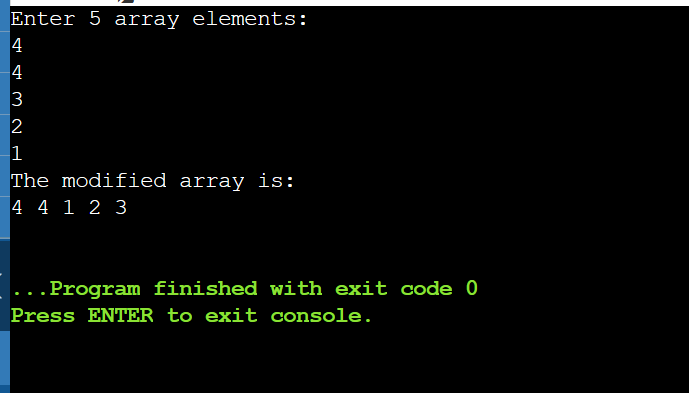 Enter 5 array elements:
4
4
3
2
1
The modified array is:
4 4 1 2 3
...Program finished with exit code 0
Press ENTER to exit console.